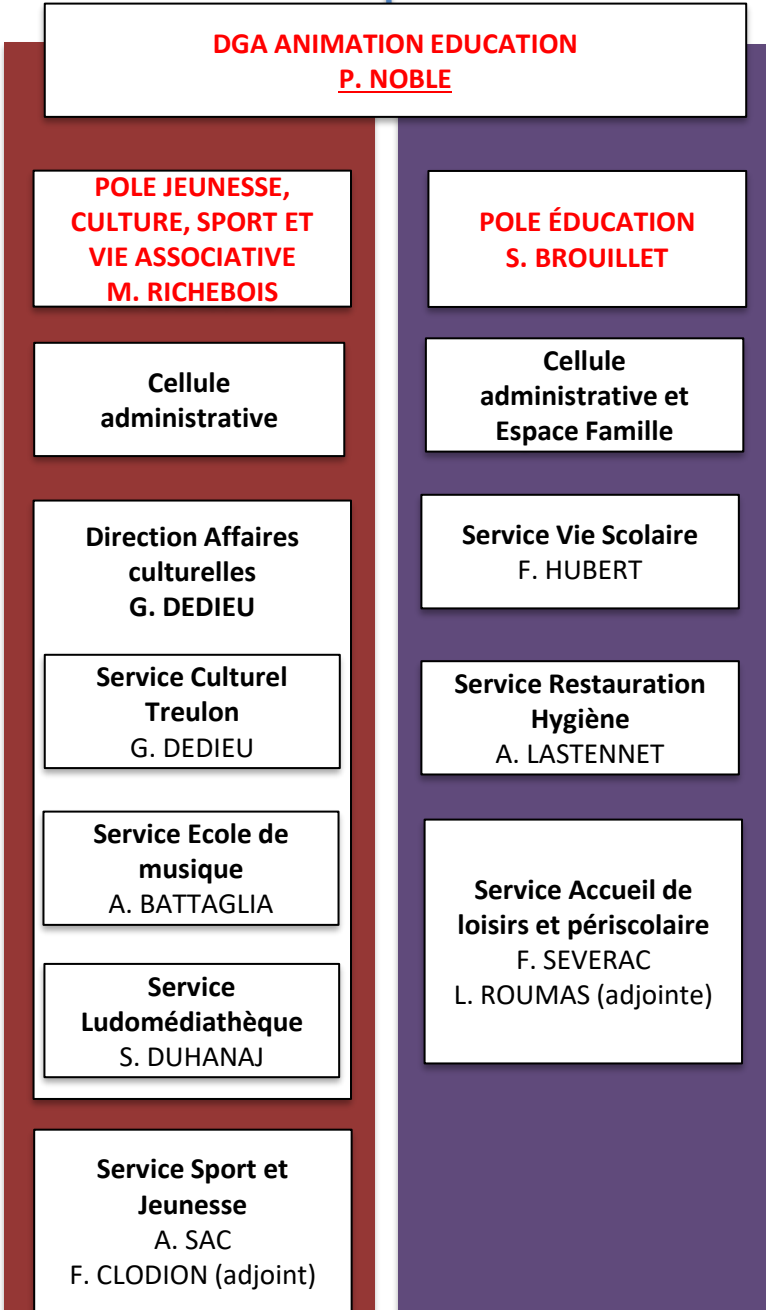 DGA ANIMATION EDUCATION
P. NOBLE
POLE JEUNESSE,
CULTURE, SPORT ET
VIE ASSOCIATIVE
M. RICHEBOIS
Cellule
administrative
Direction Affaires
culturelles
G. DEDIEU
Service Culturel
Treulon
G. DEDIEU
Service Ecole de
musique
A. BATTAGLIA
Service
Ludomédiathèque
S. DUHANAJ
Service Sport et
Jeunesse
A. SAC
F. CLODION (adjoint)
POLE ÉDUCATION
S. BROUILLET
Cellule
administrative et
Espace Famille
Service Vie Scolaire
F. HUBERT
Service Restauration
Hygiène
A. LASTENNET
Service Accueil de
loisirs et périscolaire
F. SEVERAC
L. ROUMAS (adjointe)